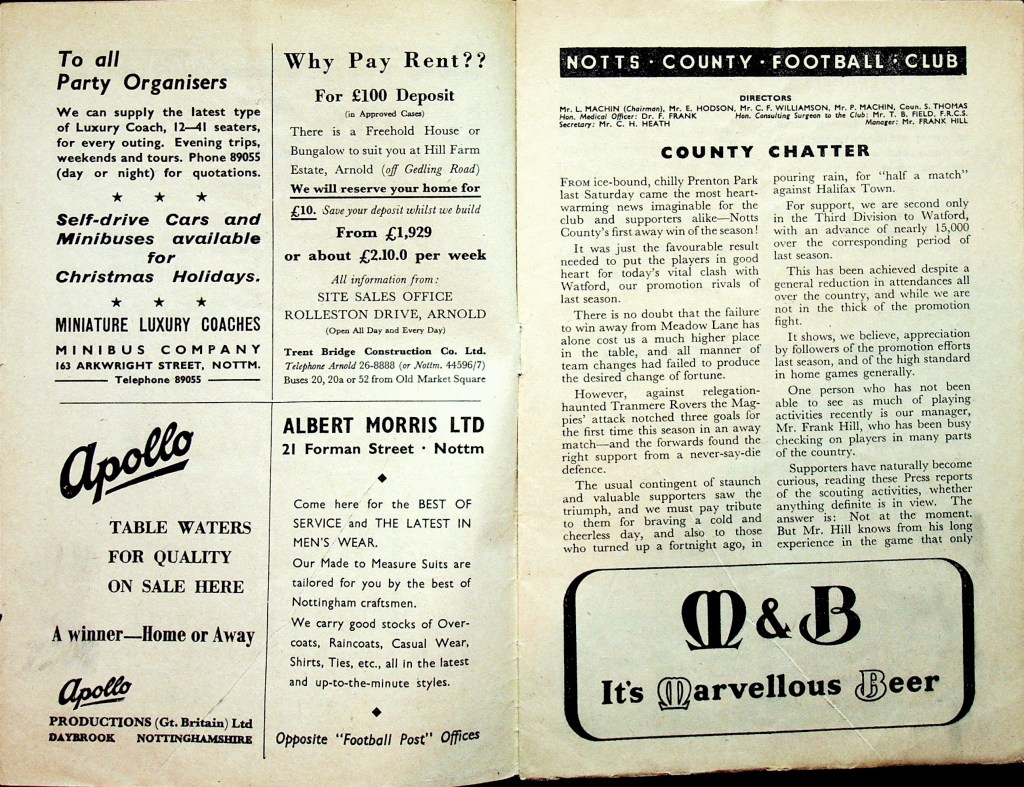 To all
Party Organisers
We can supply the latest type
of Luxury Coach, 12—41 seaters,
for every outing. Evening trips,
weekends and tours. Phone 89055
(day or night) for quotations.
★ ★ ★
Self-drive Cars and
Minibuses available
for
Christmas Holidays.
★ ★ ★
MINIATURE LUXURY COACHES
MINIBUS COMPANY
163 ARKWRIGHT STREET, NOTTM.
Telephone 89055
Why Pay Rent??
For £100 Deposit
(in Approved Cases)
There is a Freehold House or
Bungalow to suit you at Hill Farm
Estate, Arnold (off Gedling Road)
We will reserve your home for
£10. Save your deposit whilst we build
From £1,929
or about £2.10.0 per week
All information from:
SITE SALES OFFICE
ROLLESTON DRIVE, ARNOLD
(Open All Day and Every Day)
Trent Bridge Construction Co. Ltd.
Telephone Arnold 26-8888 (or Nottm. 44596/7)
Buses 20, 20a or 52 from Old Market Square
Apollo
TABLE WATERS
FOR QUALITY
ON SALE HERE
A winner—Home or Away
Apollo
PRODUCTIONS (Gt. Britain) Ltd
DAYBROOK NOTTINGHAMSHIRE
ALBERT MORRIS LTD
21 Forman Street · Nottm
Come here for the BEST OF
SERVICE and THE LATEST IN
MEN'S WEAR.
Our Made to Measure Suits are
tailored for you by the best of
Nottingham craftsmen.
We carry good stocks of Over-
coats, Raincoats, Casual Wear,
Shirts, Ties, etc., all in the latest
and up-to-the-minute styles.
Opposite "Football Post" Offices
NOTTS · COUNTY · FOOTBALL · CLUB
DIRECTORS
Mr. L. MACHIN (Chairman), Mr. E. HODSON, Mr. C. F. WILLIAMSON, Mr. P. MACHIN, Coun. S. THOMAS
Hon. Medical Officer: Dr. F. FRANK Hon. Consulting Surgeon to the Club: Mr. T. B. FIELD, F.R.C.S.
Secretary: Mr. C. H. HEATH Manager: Mr. FRANK HILL
COUNTY CHATTER
FROM ice-bound, chilly Prenton Park
last Saturday came the most heart-
warming news imaginable for the
club and supporters alike—Notts
County's first away win of the season!
It was just the favourable result
needed to put the players in good
heart for today's vital clash with
Watford, our promotion rivals of
last season.
There is no doubt that the failure
to win away from Meadow Lane has
alone cost us a much higher place
in the table, and all manner of
team changes had failed to produce
the desired change of fortune.
However, against relegation-
haunted Tranmere Rovers the Mag-
pies' attack notched three goals for
the first time this season in an away
match—and the forwards found the
right support from a never-say-die
defence.
The usual contingent of staunch
and valuable supporters saw the
triumph, and we must pay tribute
to them for braving a cold and
cheerless day, and also to those
who turned up a fortnight ago, in
pouring rain, for "half a match"
against Halifax Town.
For support, we are second only
in the Third Division to Watford,
with an advance of nearly 15,000
over the corresponding period of
last season.
This has been achieved despite a
general reduction in attendances all
over the country, and while we are
not in the thick of the promotion
fight.
It shows, we believe, appreciation
by followers of the promotion efforts
last season, and of the high standard
in home games generally.
One person who has not been
able to see as much of playing
activities recently is our manager,
Mr. Frank Hill, who has been busy
checking on players in many parts
of the country.
Supporters have naturally become
curious, reading these Press reports
of the scouting activities, whether
anything definite is in view. The
answer is: Not at the moment.
But Mr. Hill knows from his long
experience in the game that only
M & B
It's Marvellous Beer